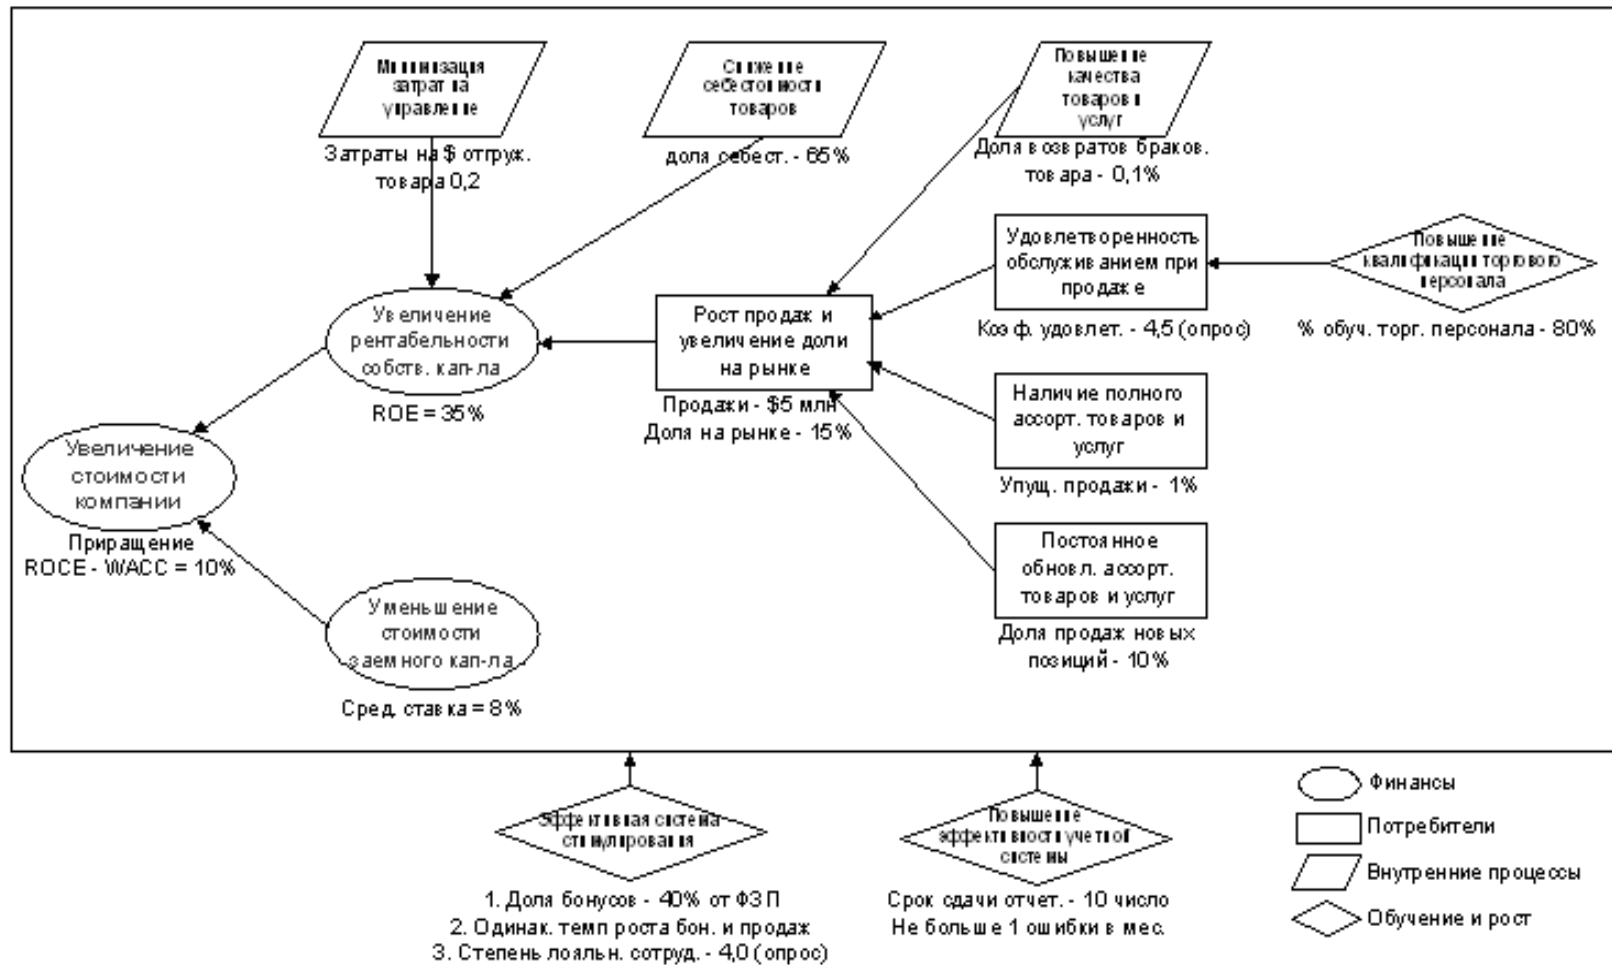 Минимизация
затрат на
управление
Затраты на $ отгруж.
товара 0,2
Снижение
себестоимости
товаров
доля себест. - 65%
Повышение
качества
товаров и
услуг
Доля возвратов браков.
товара - 0,1%
Удовлетворенность
обслуживанием при
продаже
Коэф. удовлет. - 4,5 (опрос)
Повышение
квалификации торгового
персонала
% обуч. торг. персонала - 80%
Увеличение
рентабельности
собств. кап-ла
ROE = 35%
Рост продаж и
увеличение доли
на рынке
Продажи - $5 млн
Доля на рынке - 15%
Наличие полного
ассорт. товаров и
услуг
Упущ. продажи - 1%
Увеличение
стоимости
компании
Приращение
ROCE - WACC = 10%
Постоянное
обновл. ассорт.
товаров и услуг
Доля продаж новых
позиций - 10%
Уменьшение
стоимости
заемного кап-ла
Сред. ставка = 8%
Эффективная система
стимулирования
1. Доля бонусов - 40% от ФЗП
2. Одинак. темп роста бон. и продаж
3. Степень лояльн. сотруд. - 4,0 (опрос)
Повышение
эффективности учетной
системы
Срок сдачи отчет. - 10 число
Не больше 1 ошибки в мес.
Финансы
Потребители
Внутренние процессы
Обучение и рост